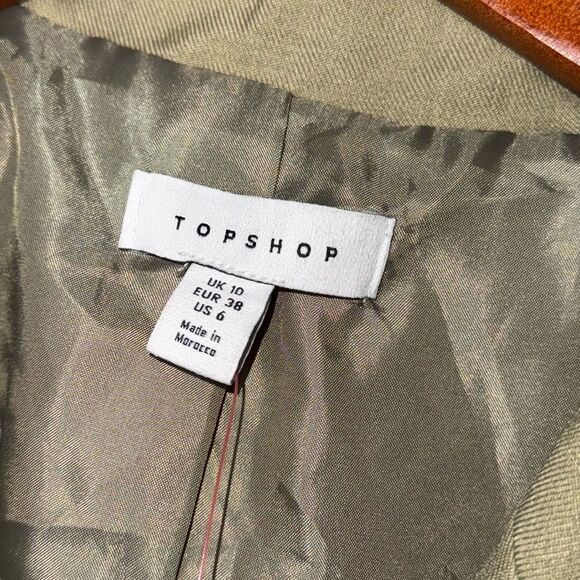 TOPSHOP
UK 10
EUR 38
US 6
Made in
Morocco